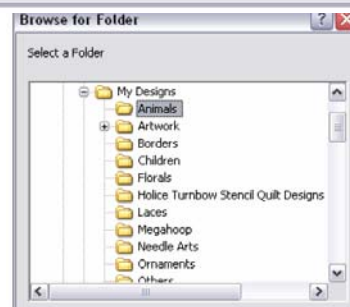 Browse for Folder
Select a Folder
My Designs
Animals
Artwork
Borders
Children
Florals
Holice Turnbow Stencil Quilt Designs
Laces
Megahoop
Needle Arts
Ornaments
Others